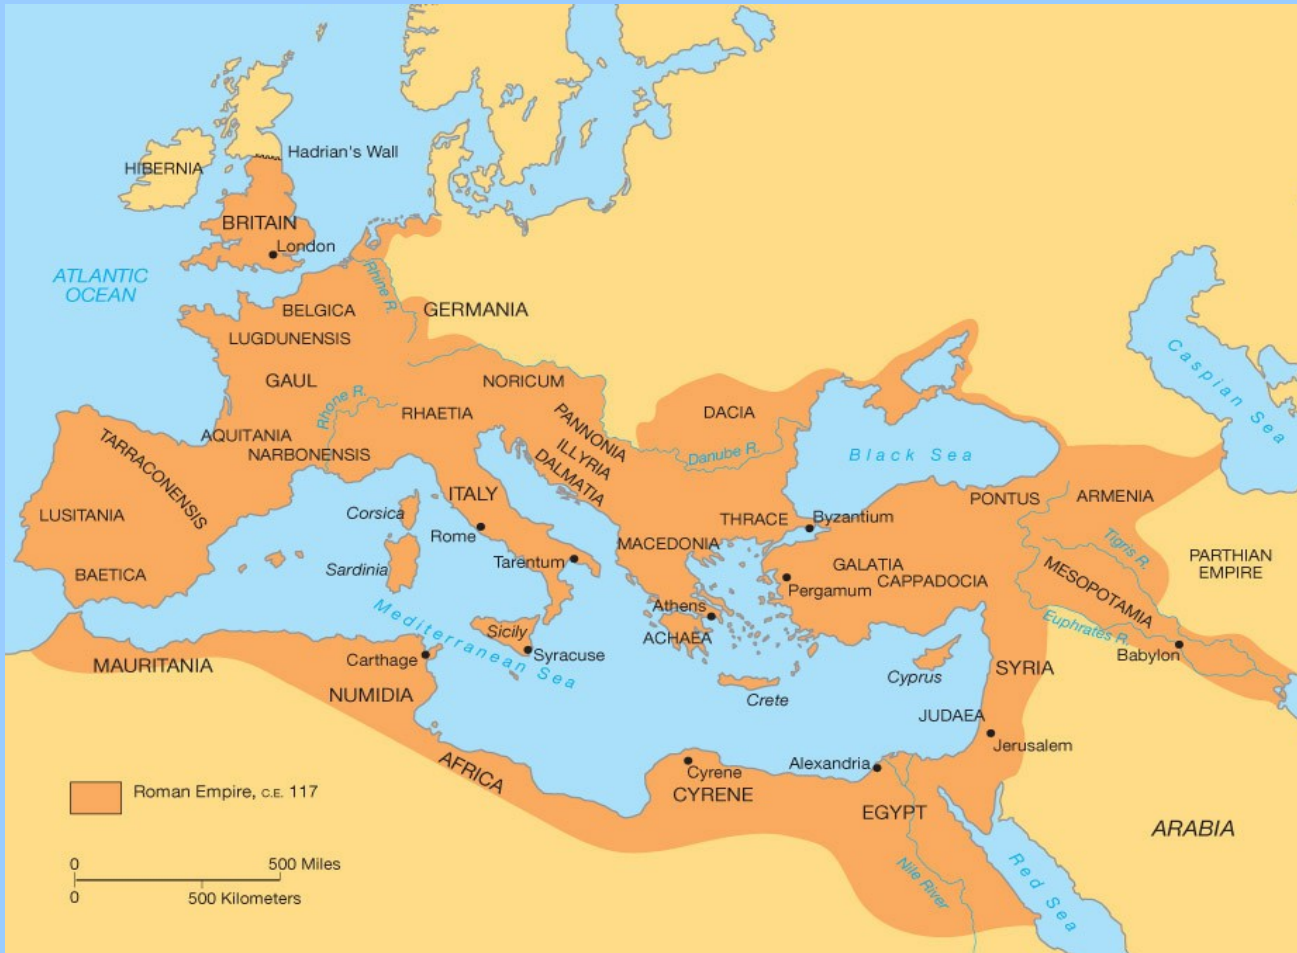 HIBERNIA
Hadrian's Wall
BRITAIN
London
ATLANTIC
OCEAN
Rhine R.
BELGICA
GERMANIA
LUGDUNENSIS
GAUL
Rhone R.
NORICUM
RHAETIA
AQUITANIA
NARBONENSIS
TARRACONENSIS
LUSITANIA
BAETICA
PANNONIA
ILLYRIA
DALMATIA
DACIA
Danube R.
Black Sea
Caspian Sea
ITALY
Corsica
Rome
Sardinia
Tarentum
MACEDONIA
THRACE
Byzantium
PONTUS
ARMENIA
Tigris R.
PARTHIAN
EMPIRE
GALATIA
CAPPADOCIA
Pergamum
MESOPOTAMIA
Euphrates R.
Babylon
Athens
ACHAEA
Mediterranean Sea
Sicily
Syracuse
Carthage
MAURITANIA
NUMIDIA
Crete
Cyprus
SYRIA
JUDAEA
Jerusalem
AFRICA
Cyrene
CYRENE
Alexandria
EGYPT
Nile River
Red Sea
ARABIA
Roman Empire, C.E. 117
0 500 Miles
0 500 Kilometers